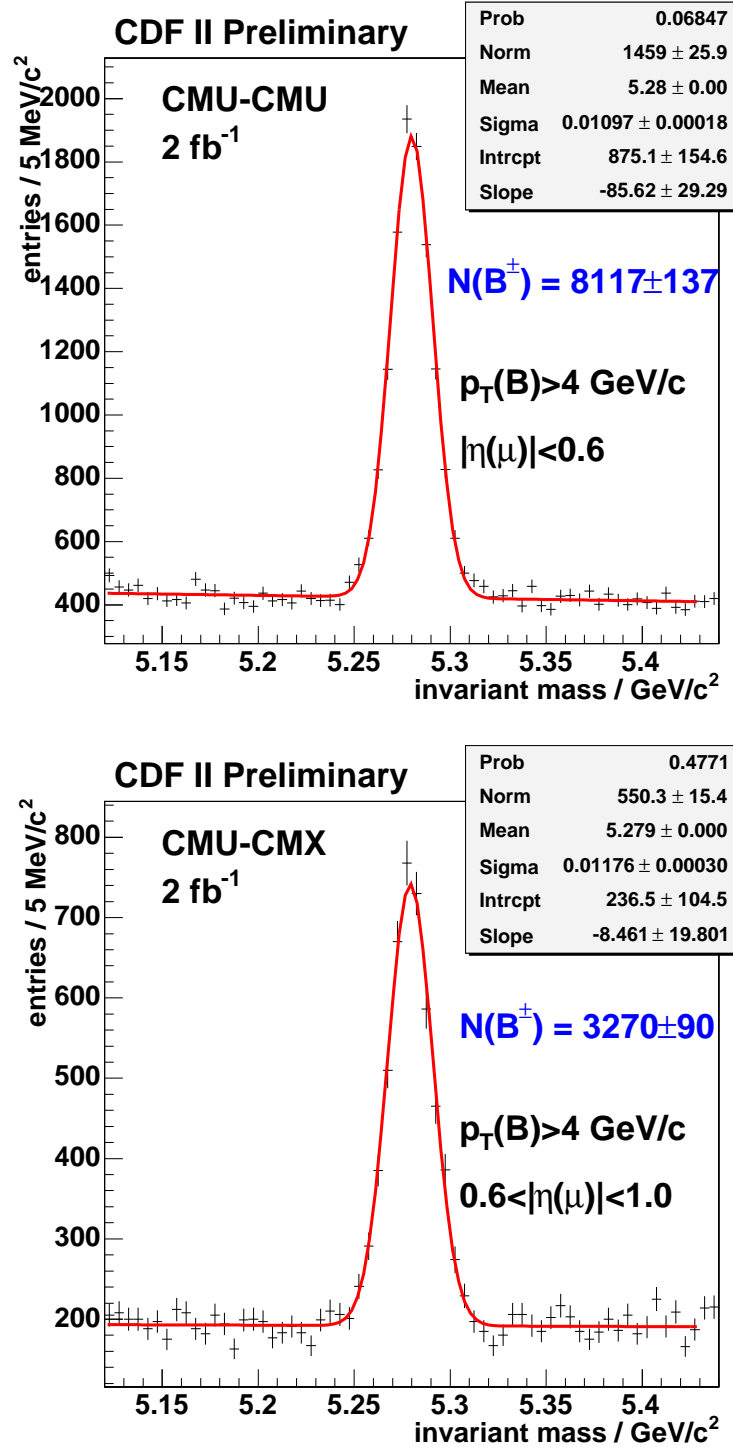 CDF II Preliminary
Prob 0.06847
Norm 1459 ± 25.9
Mean 5.28 ± 0.00
Sigma 0.01097 ± 0.00018
Intrcpt 875.1 ± 154.6
Slope -85.62 ± 29.29
entries / 5 MeV/c²
CMU-CMU
2 fb⁻¹
N(B±) = 8117±137
p_T(B)>4 GeV/c
|η(μ)|<0.6
2000
1800
1600
1400
1200
1000
800
600
400
5.15 5.2 5.25 5.3 5.35 5.4
invariant mass / GeV/c²
CDF II Preliminary
Prob 0.4771
Norm 550.3 ± 15.4
Mean 5.279 ± 0.000
Sigma 0.01176 ± 0.00030
Intrcpt 236.5 ± 104.5
Slope -8.461 ± 19.801
entries / 5 MeV/c²
CMU-CMX
2 fb⁻¹
N(B±) = 3270±90
p_T(B)>4 GeV/c
0.6<|η(μ)|<1.0
800
700
600
500
400
300
200
5.15 5.2 5.25 5.3 5.35 5.4
invariant mass / GeV/c²